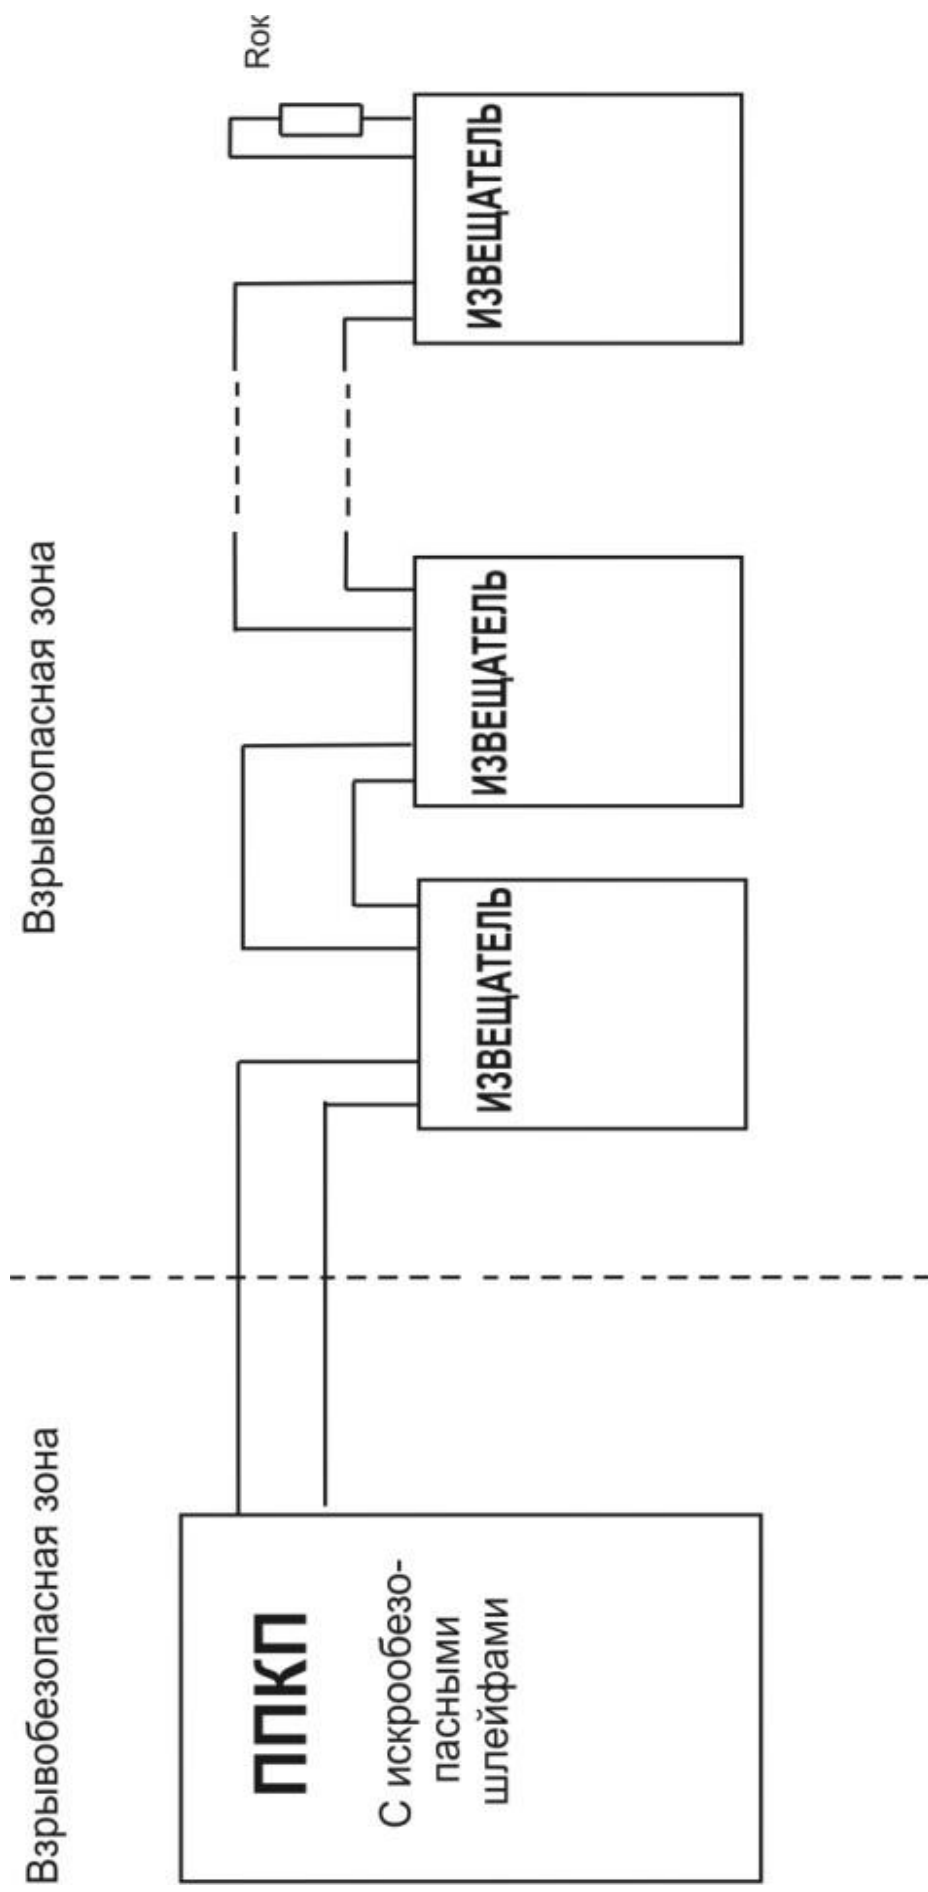 Взрывобезопасная зона
Взрывоопасная зона
Rок
ППКП
С искробезо-
пасными
шлейфами
ИЗВЕЩАТЕЛЬ
ИЗВЕЩАТЕЛЬ
ИЗВЕЩАТЕЛЬ